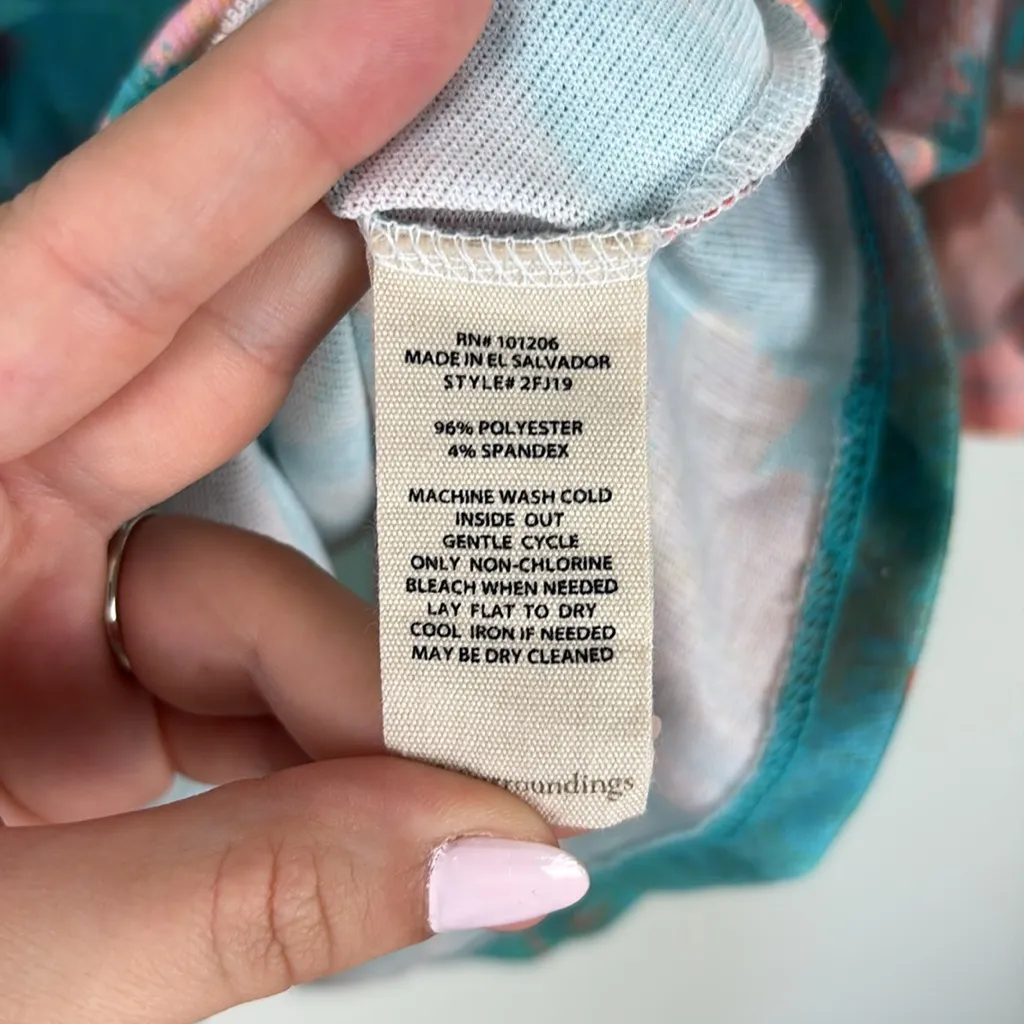 RN# 101206
MADE IN EL SALVADOR
STYLE# 2FJ19
96% POLYESTER
4% SPANDEX
MACHINE WASH COLD
INSIDE OUT
GENTLE CYCLE
ONLY NON-CHLORINE
BLEACH WHEN NEEDED
LAY FLAT TO DRY
COOL IRON IF NEEDED
MAY BE DRY CLEANED